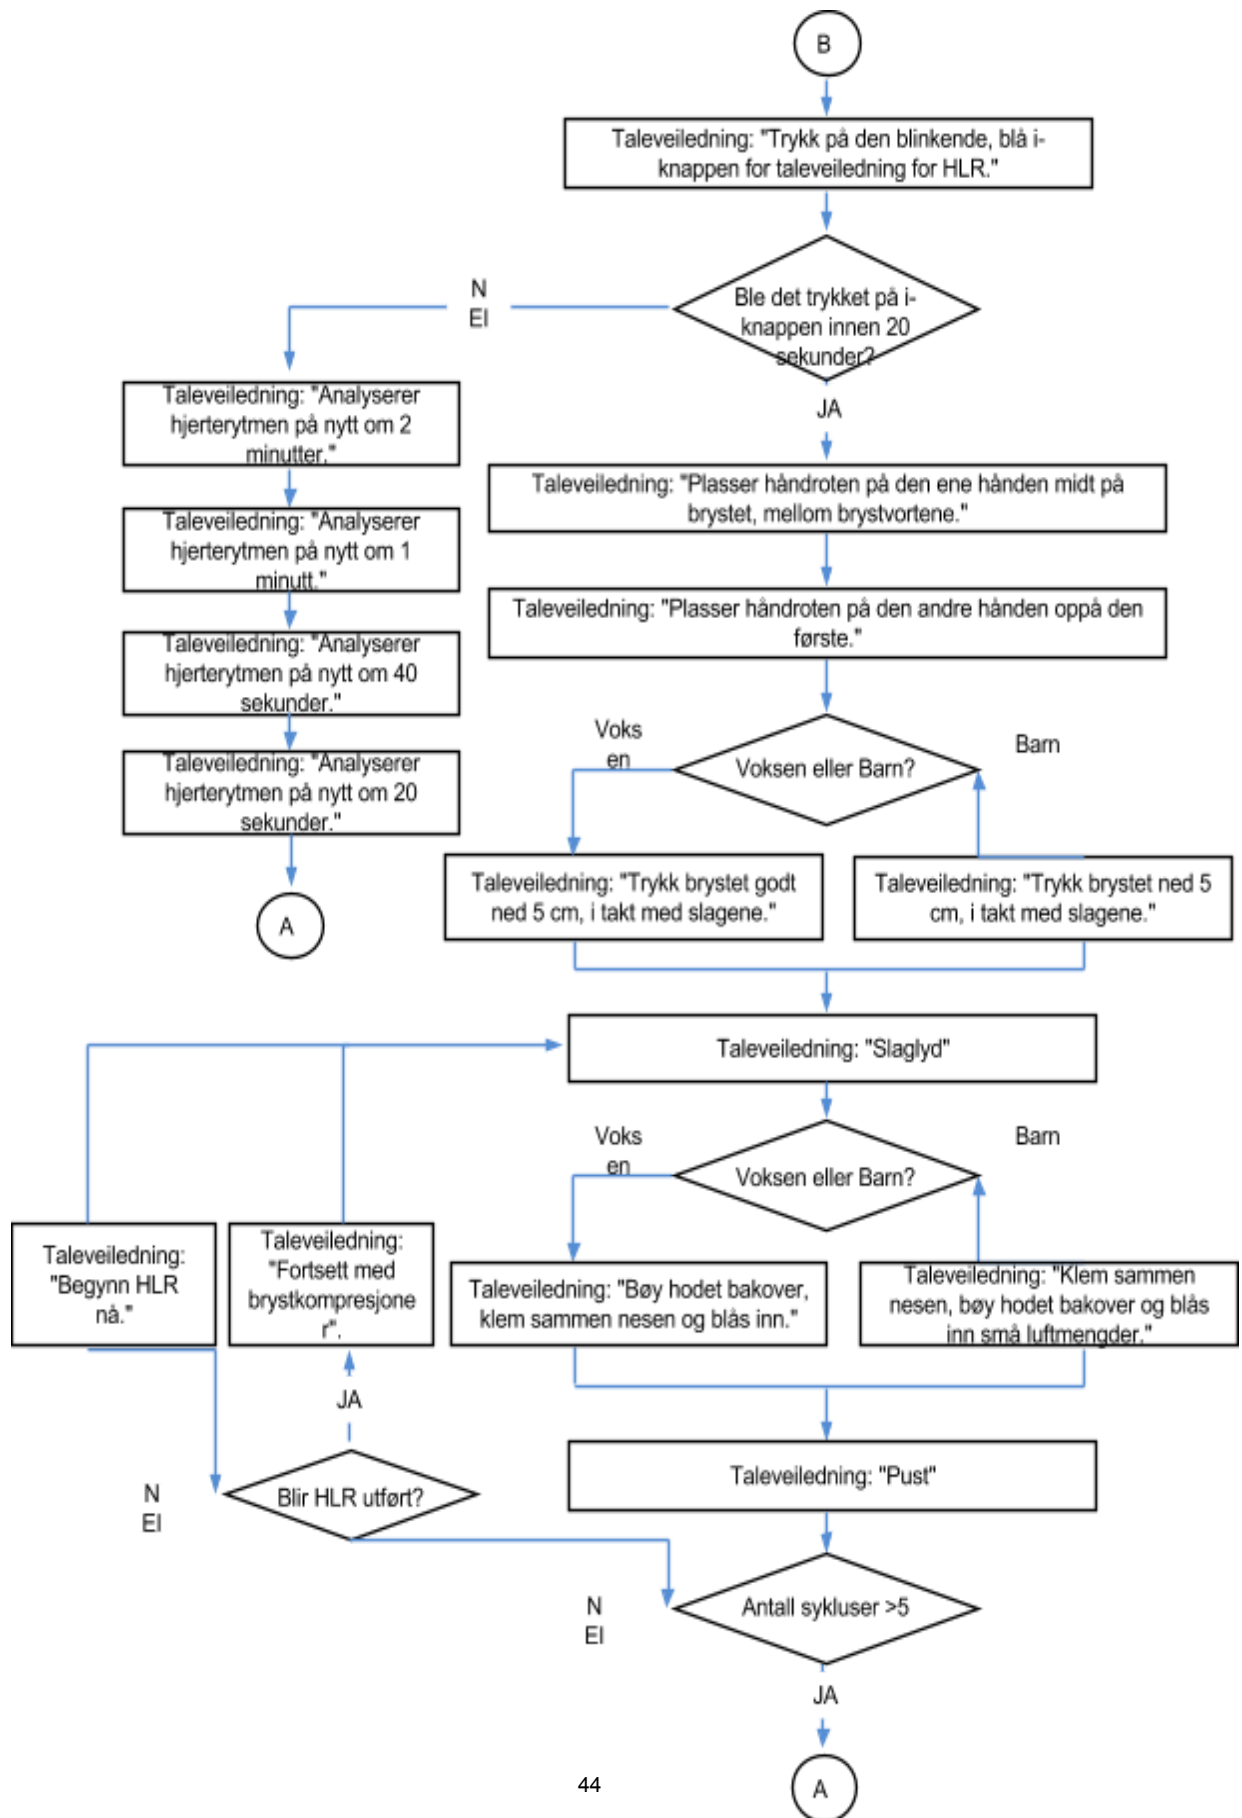 B
Taleveiledning: "Trykk på den blinkende, blå i-
knappen for taleveiledning for HLR."
Ble det trykket på i-
knappen innen 20
sekunder?
N
EI
JA
Taleveiledning: "Analyserer
hjerterytmen på nytt om 2
minutter."
Taleveiledning: "Analyserer
hjerterytmen på nytt om 1
minutt."
Taleveiledning: "Analyserer
hjerterytmen på nytt om 40
sekunder."
Taleveiledning: "Analyserer
hjerterytmen på nytt om 20
sekunder."
A
Taleveiledning: "Plasser håndroten på den ene hånden midt på
brystet, mellom brystvortene."
Taleveiledning: "Plasser håndroten på den andre hånden oppå den
første."
Voksen eller Barn?
Voks
en
Barn
Taleveiledning: "Trykk brystet godt
ned 5 cm, i takt med slagene."
Taleveiledning: "Trykk brystet ned 5
cm, i takt med slagene."
Taleveiledning: "Slaglyd"
Voksen eller Barn?
Voks
en
Barn
Taleveiledning:
"Begynn HLR
nå."
Taleveiledning:
"Fortsett med
brystkompresjone
r".
Taleveiledning: "Bøy hodet bakover,
klem sammen nesen og blås inn."
Taleveiledning: "Klem sammen
nesen, bøy hodet bakover og blås
inn små luftmengder."
JA
Taleveiledning: "Pust"
Blir HLR utført?
N
EI
Antall sykluser >5
N
EI
JA
A
44